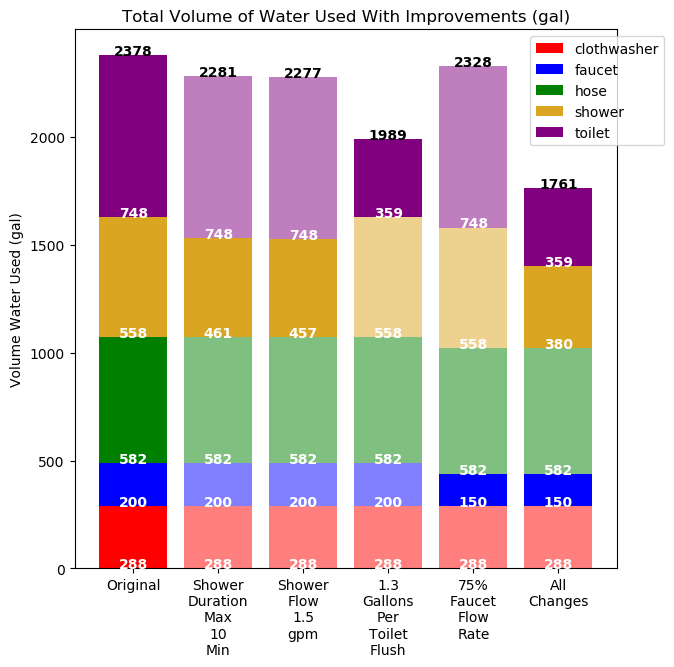 Total Volume of Water Used With Improvements (gal)
clothwasher
faucet
hose
shower
toilet
2378
2281
2277
1989
2328
1761
748
748
748
359
748
359
558
461
457
558
558
380
582
582
582
582
582
582
200
200
200
200
150
150
288
288
288
288
288
288
Volume Water Used (gal)
2000
1500
1000
500
0
Original
Shower
Duration
Max
10
Min
Shower
Flow
1.5
gpm
1.3
Gallons
Per
Toilet
Flush
75%
Faucet
Flow
Rate
All
Changes